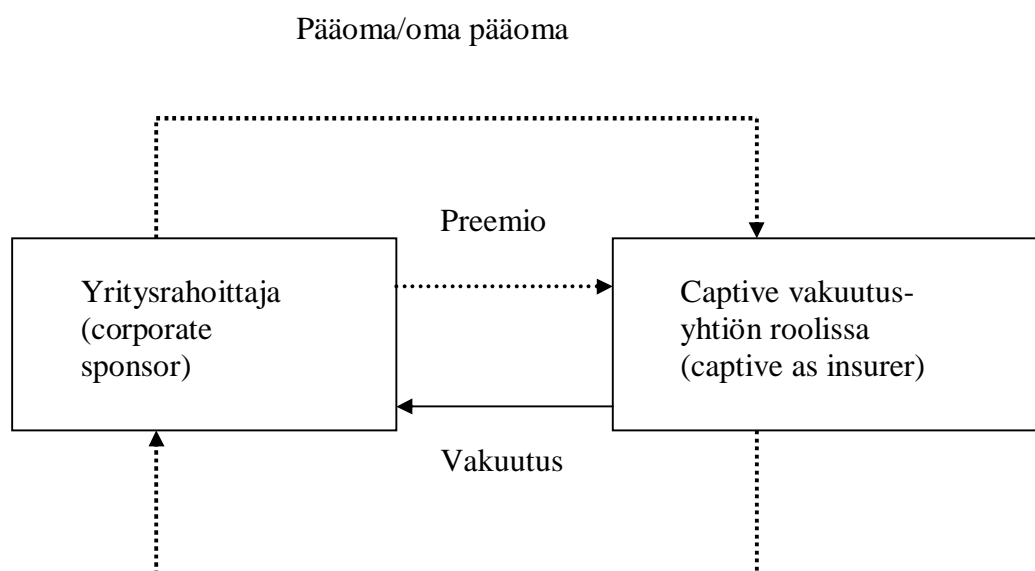 Pääoma/oma pääoma
Preemio
Yritysrahoittaja
(corporate
sponsor)
Captive vakuutus-
yhtiön roolissa
(captive as insurer)
Vakuutus